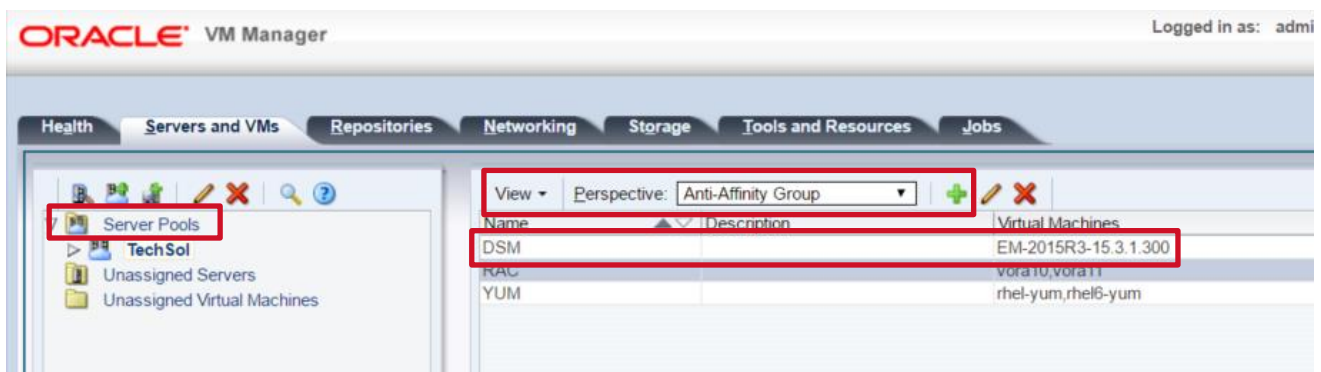 ORACLE VM Manager
Logged in as: admi
Health Servers and VMs Repositories Networking Storage Tools and Resources Jobs
View Perspective: Anti-Affinity Group
Server Pools
TechSol
Unassigned Servers
Unassigned Virtual Machines
Name Description Virtual Machines
DSM EM-2015R3-15.3.1.300
RAC vora10,vora11
YUM rhel-yum,rhel6-yum